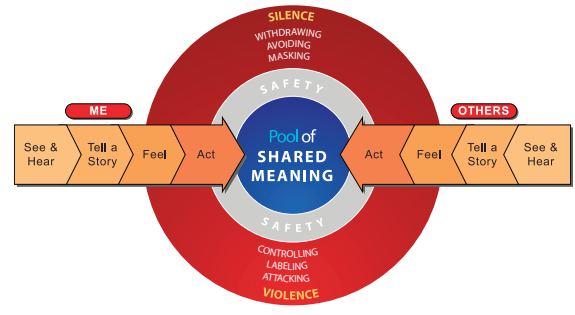 SILENCE
WITHDRAWING
AVOIDING
MASKING
SAFETY
ME
OTHERS
See & Hear
Tell a Story
Feel
Act
Pool of
SHARED
MEANING
Act
Feel
Tell a Story
See & Hear
SAFETY
CONTROLLING
LABELING
ATTACKING
VIOLENCE